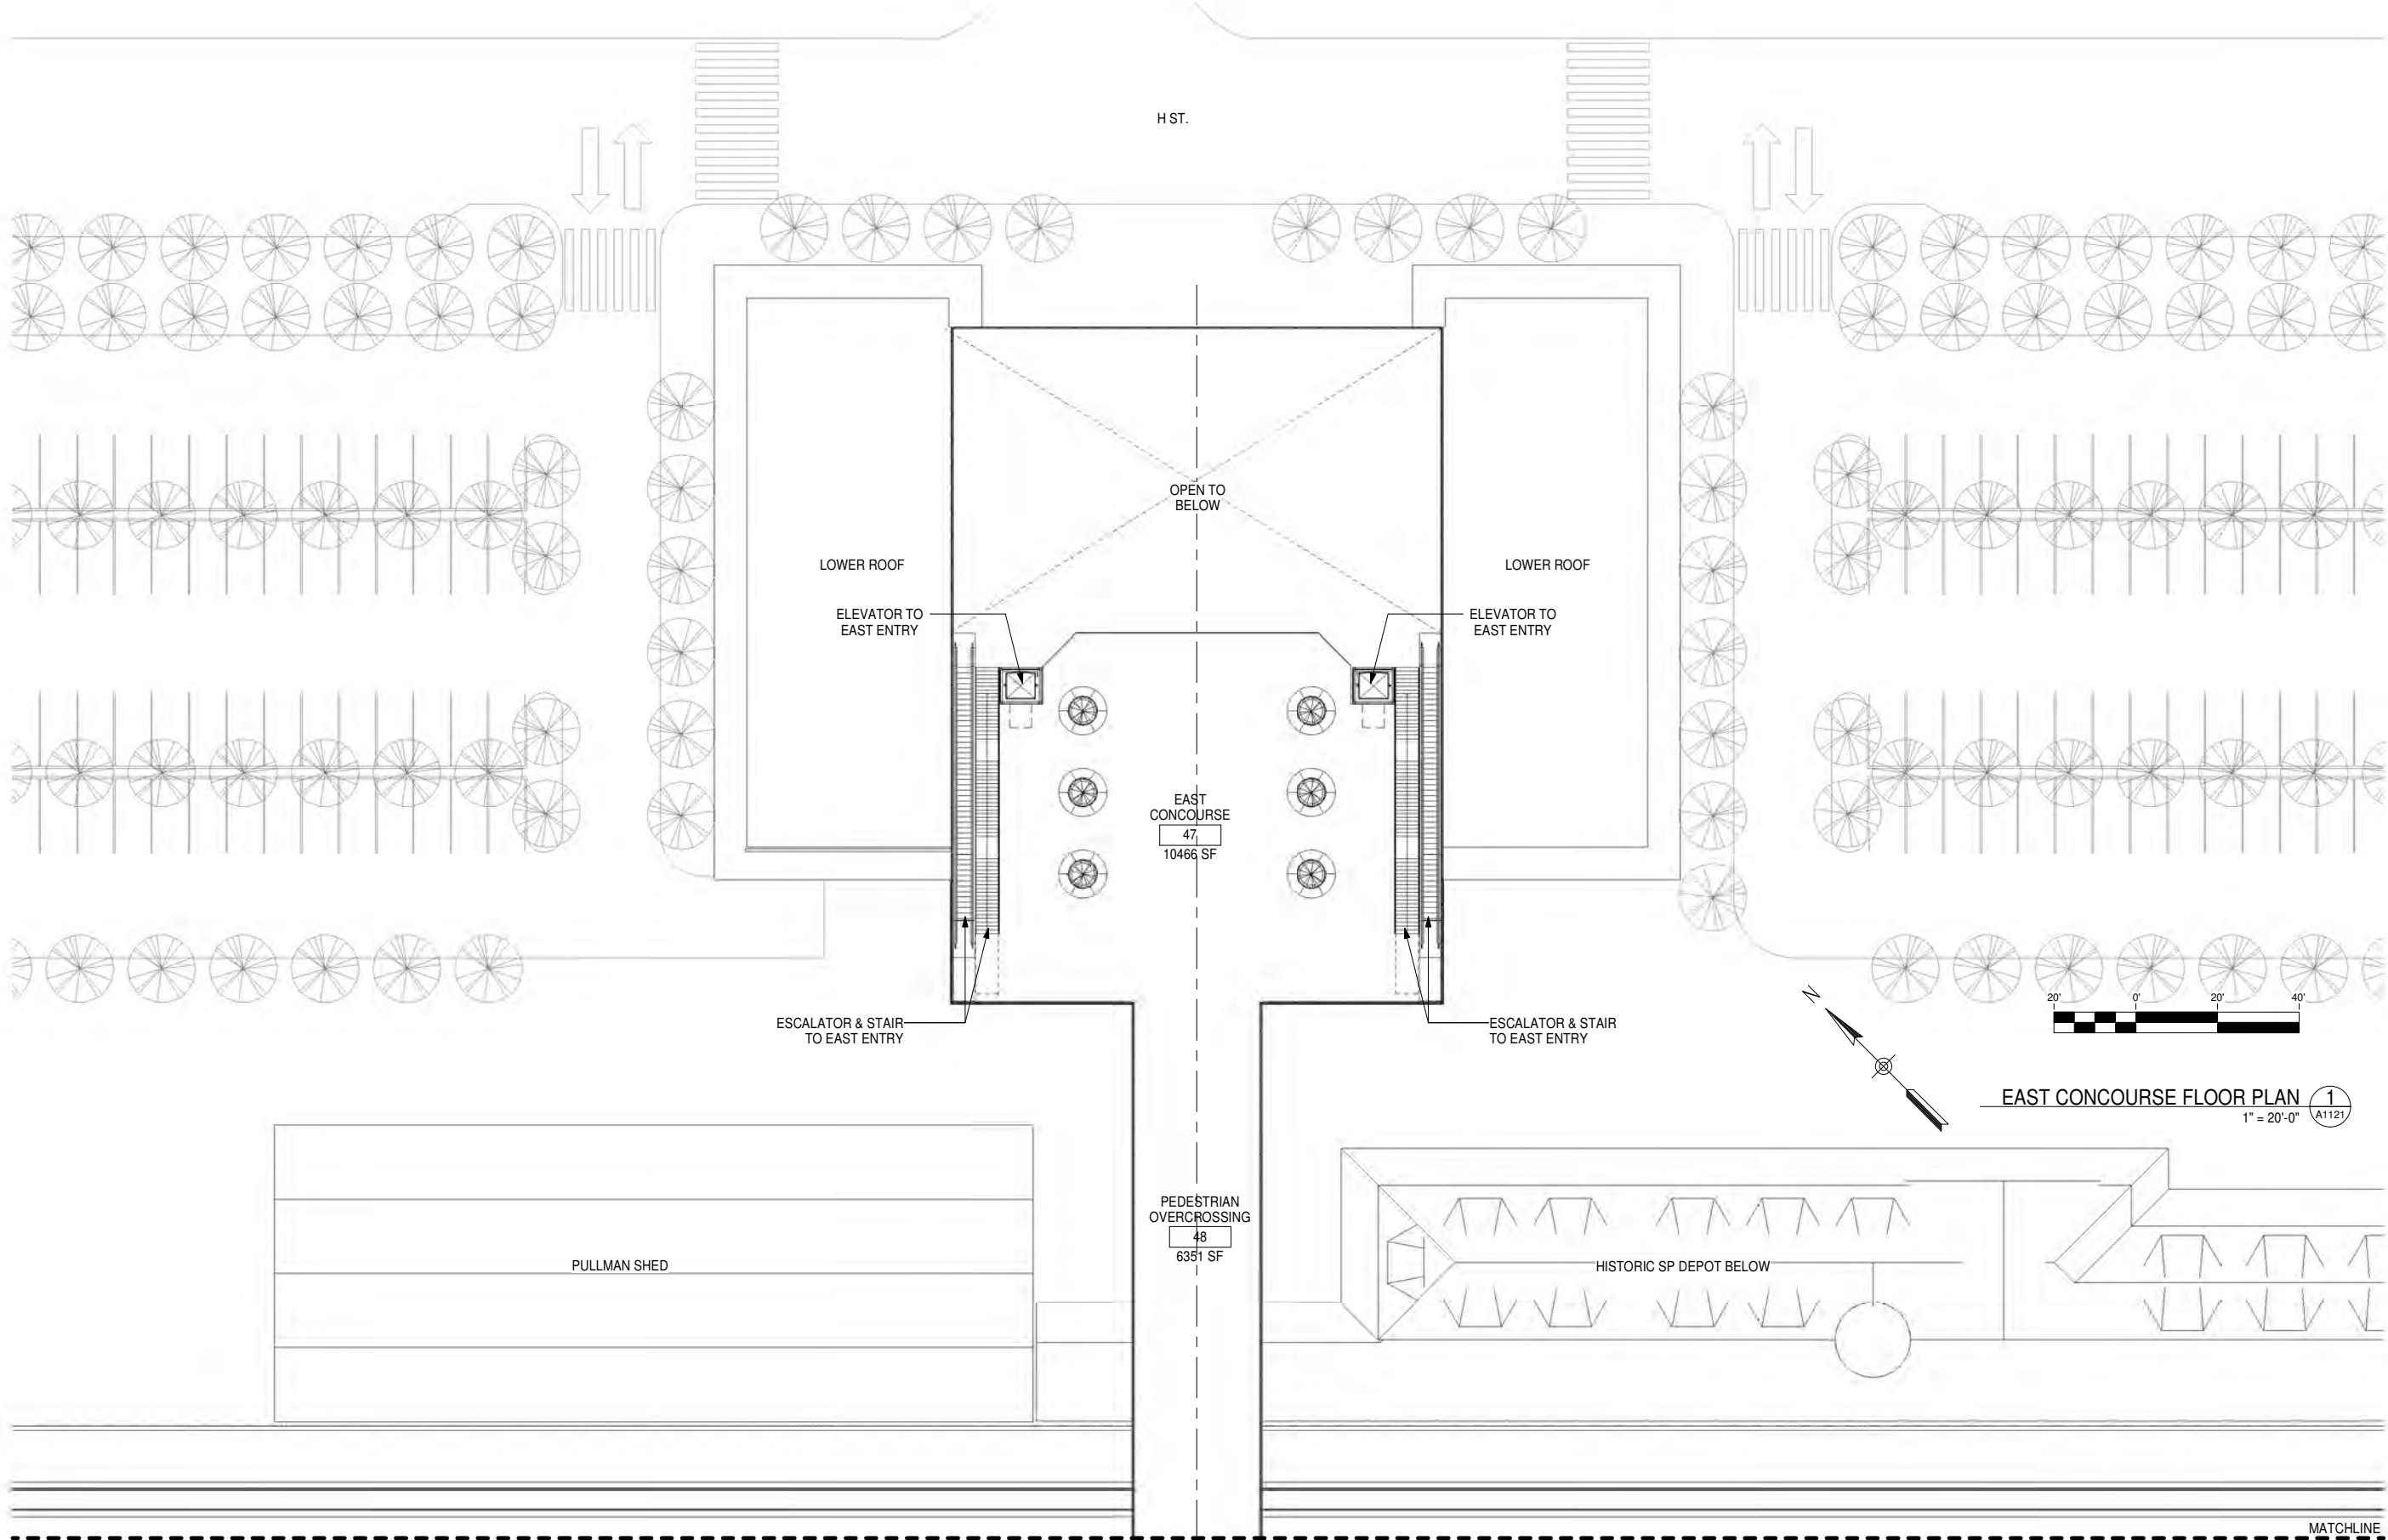 H ST.
OPEN TO
BELOW
LOWER ROOF
LOWER ROOF
ELEVATOR TO
EAST ENTRY
ELEVATOR TO
EAST ENTRY
EAST
CONCOURSE
47
10466 SF
ESCALATOR & STAIR
TO EAST ENTRY
ESCALATOR & STAIR
TO EAST ENTRY
N
20' 0' 20' 40'
EAST CONCOURSE FLOOR PLAN 1
1" = 20'-0" A1121
PEDESTRIAN
OVERCROSSING
48
6351 SF
PULLMAN SHED
HISTORIC SP DEPOT BELOW
MATCHLINE